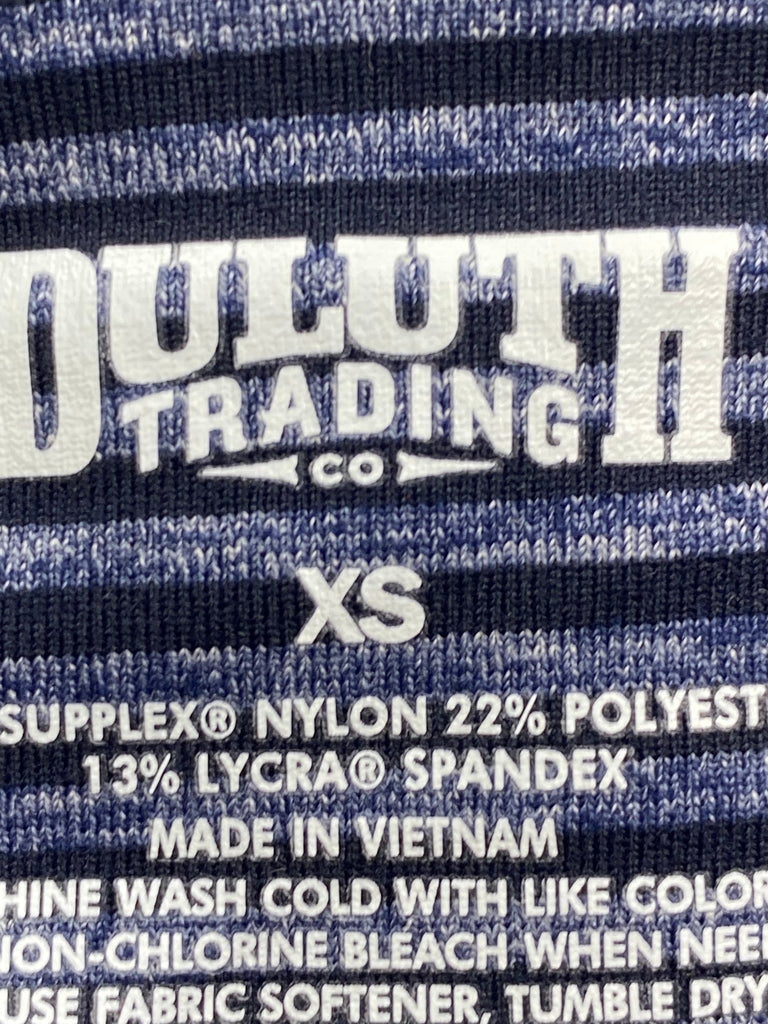 DULUTH
TRADING
CO
XS
SUPPLEX® NYLON 22% POLYEST
13% LYCRA® SPANDEX
MADE IN VIETNAM
HINE WASH COLD WITH LIKE COLOR
NON-CHLORINE BLEACH WHEN NEE
USE FABRIC SOFTENER, TUMBLE DRY